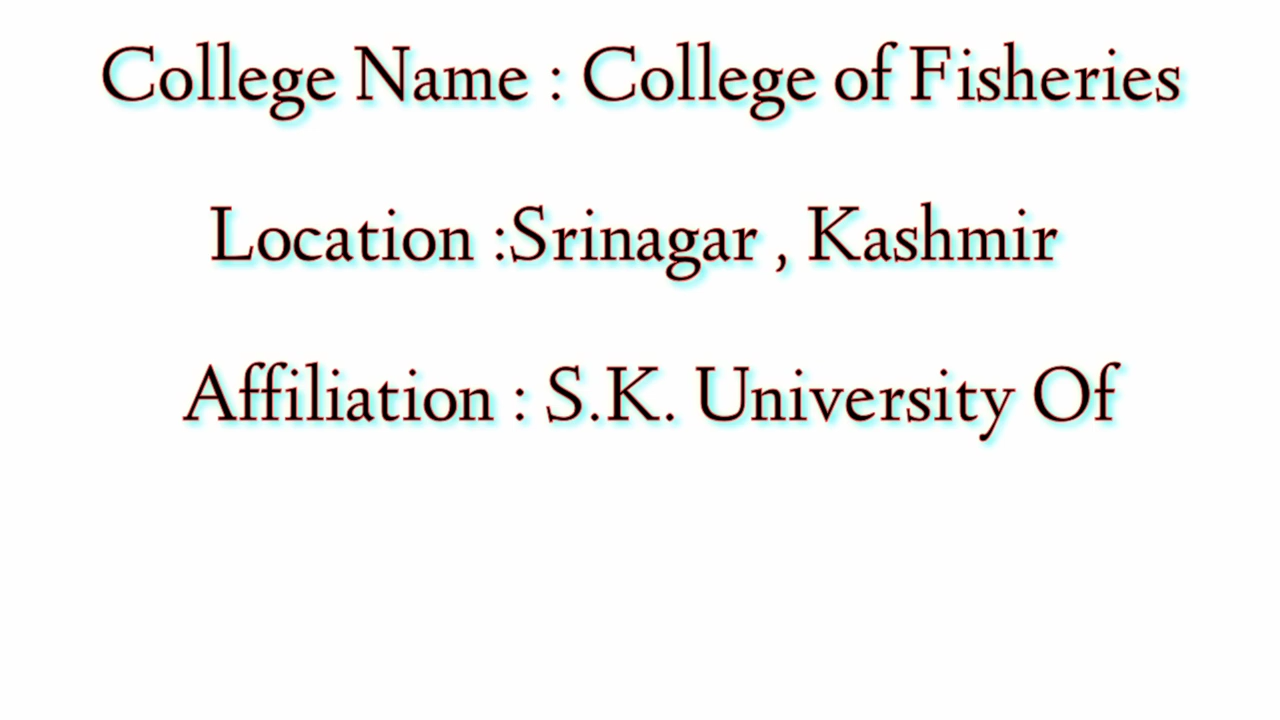 College Name : College of Fisheries
Location :Srinagar , Kashmir
Affiliation : S.K. University Of